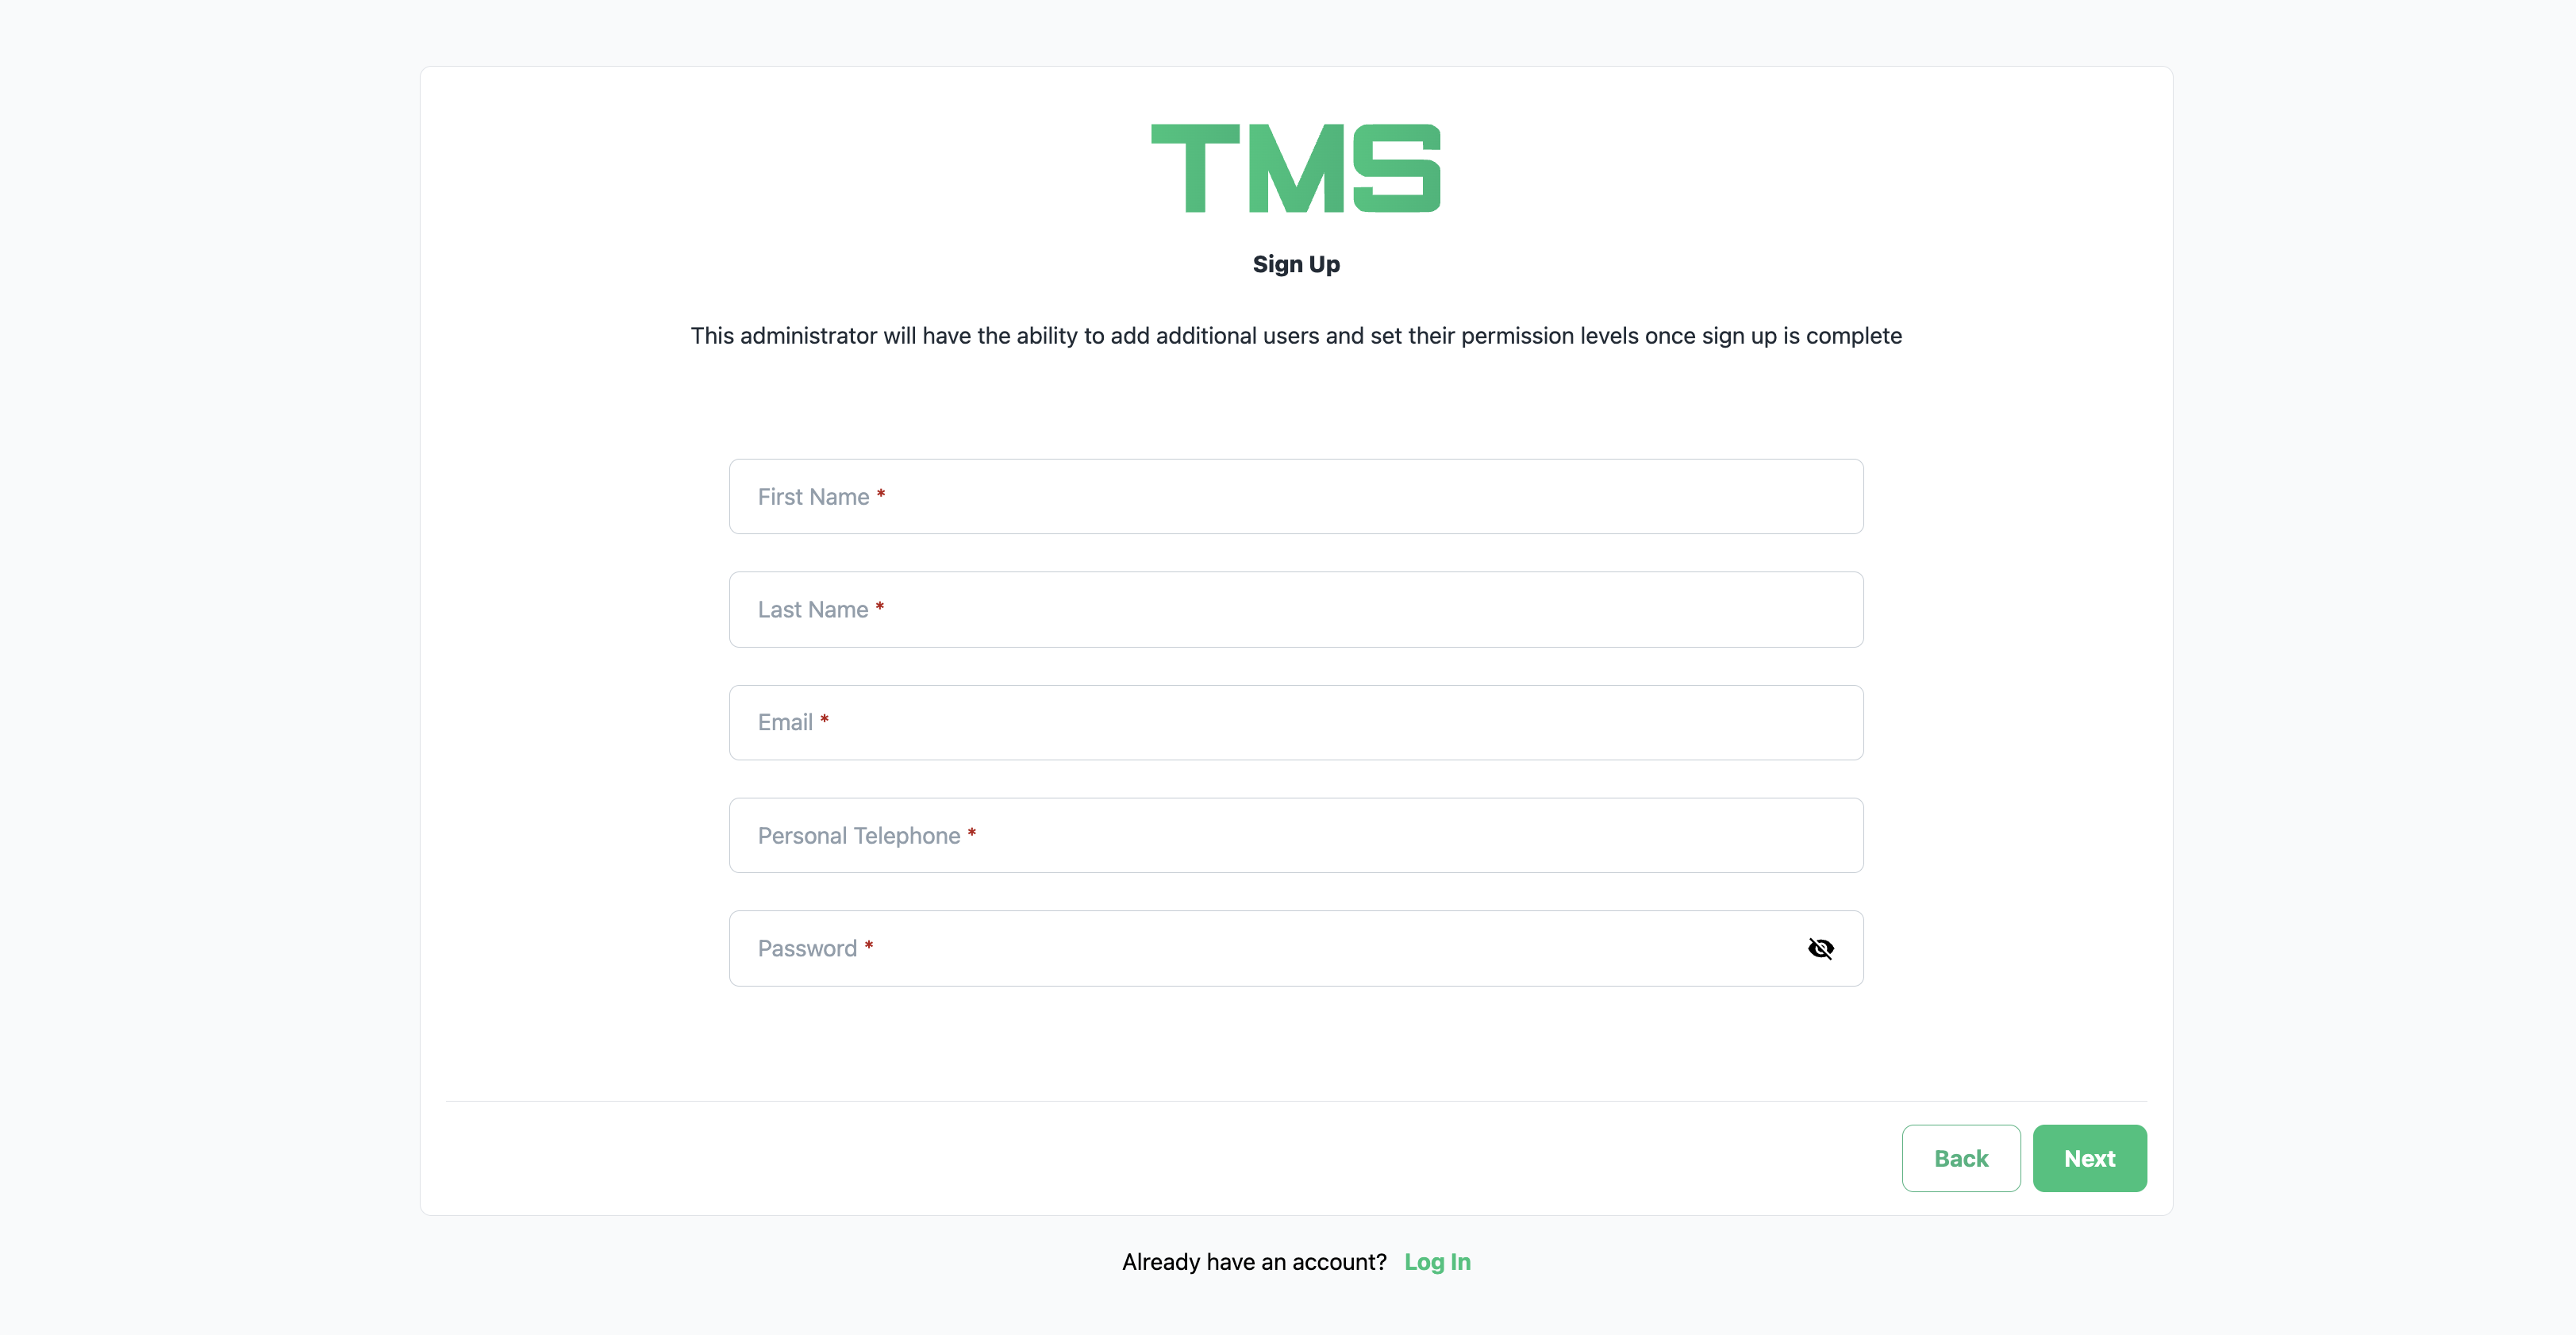 TMS
Sign Up
This administrator will have the ability to add additional users and set their permission levels once sign up is complete
First Name *
Last Name *
Email *
Personal Telephone *
Password *
Back Next
Already have an account? Log In